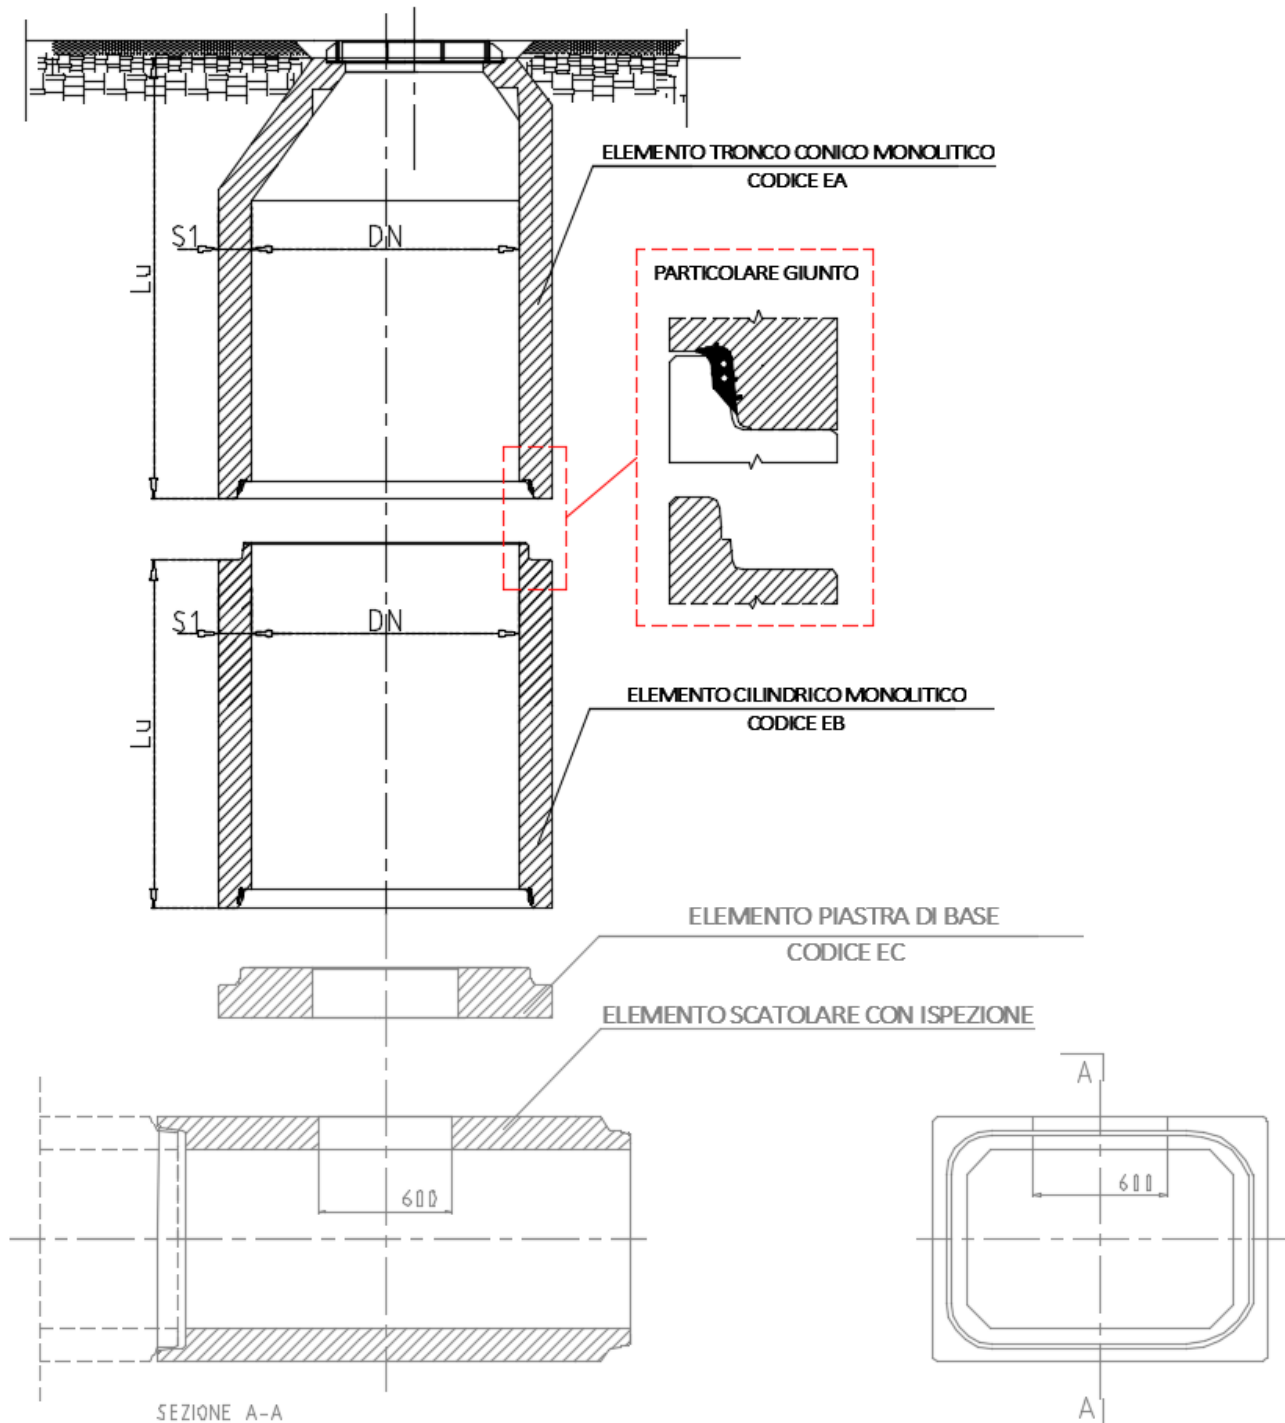 ELEMENTO TRONCO CONICO MONOLITICO
CODICE EA
S1
DN
Lu
PARTICOLARE GIUNTO
S1
DN
Lu
ELEMENTO CILINDRICO MONOLITICO
CODICE EB
ELEMENTO PIASTRA DI BASE
CODICE EC
ELEMENTO SCATOLARE CON ISPEZIONE
A
600
600
A
SEZIONE A-A